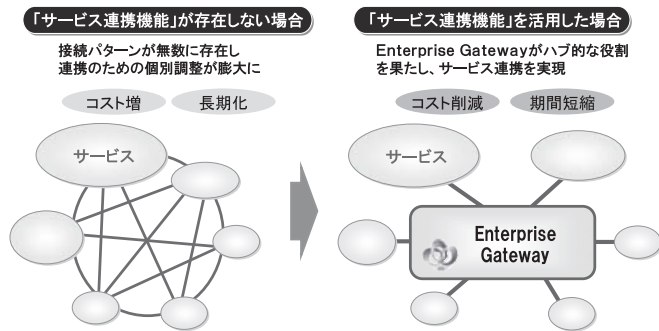 「サービス連携機能」が存在しない場合
接続パターンが無数に存在し
連携のための個別調整が膨大に
コスト増
長期化
サービス
「サービス連携機能」を活用した場合
Enterprise Gatewayがハブ的な役割
を果たし、サービス連携を実現
コスト削減
期間短縮
サービス
Enterprise
Gateway